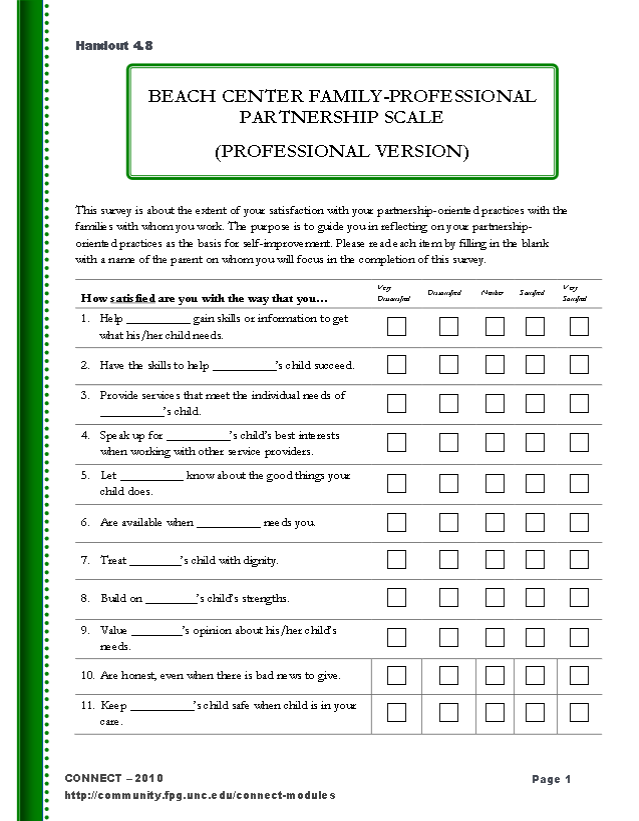 Handout 4.8
BEACH CENTER FAMILY-PROFESSIONAL
PARTNERSHIP SCALE
(PROFESSIONAL VERSION)
This survey is about the extent of your satisfaction with your partnership-oriented practices with the
families with whom you work. The purpose is to guide you in reflecting on your partnership-
oriented practices as the basis for self-improvement. Please read each item by filling in the blank
with a name of the parent on whom you will focus in the completion of this survey.
How satisfied are you with the way that you...
Very
Dissatisfied
Dissatisfied
Neither
Satisfied
Very
Satisfied
1. Help __________ gain skills or information to get
what his/her child needs.
2. Have the skills to help __________'s child succeed.
3. Provide services that meet the individual needs of
__________'s child.
4. Speak up for __________'s child's best interests
when working with other service providers.
5. Let __________ know about the good things your
child does.
6. Are available when __________ needs you.
7. Treat ________'s child with dignity.
8. Build on ________'s child's strengths.
9. Value ________'s opinion about his/her child's
needs.
10. Are honest, even when there is bad news to give.
11. Keep __________'s child safe when child is in your
care.
CONNECT – 2010
Page 1
http://community.fpg.unc.edu/connect-modules